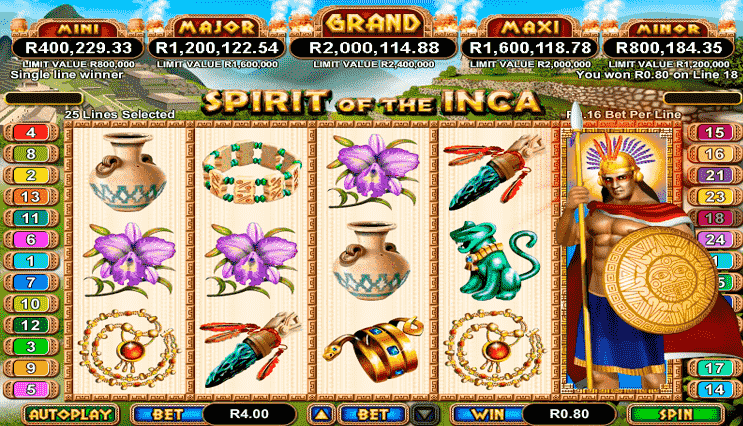 MINI
MAJOR
GRAND
MAXI
MINOR
R400,229.33
R1,200,122.54
R2,000,114.88
R1,600,118.78
R800,184.35
LIMIT VALUE R800,000
LIMIT VALUE R1,600,000
LIMIT VALUE R2,400,000
LIMIT VALUE R2,000,000
LIMIT VALUE R1,200,000
Single line winner
You won R0.80 on Line 18
SPIRIT OF THE INCA
25 Lines Selected
.16 Bet Per Line
4
8
2
13
11
6
1
7
10
12
3
9
5
15
16
21
23
18
24
17
14
AUTOPLAY
BET
R4.00
BET
WIN
R0.80
SPIN